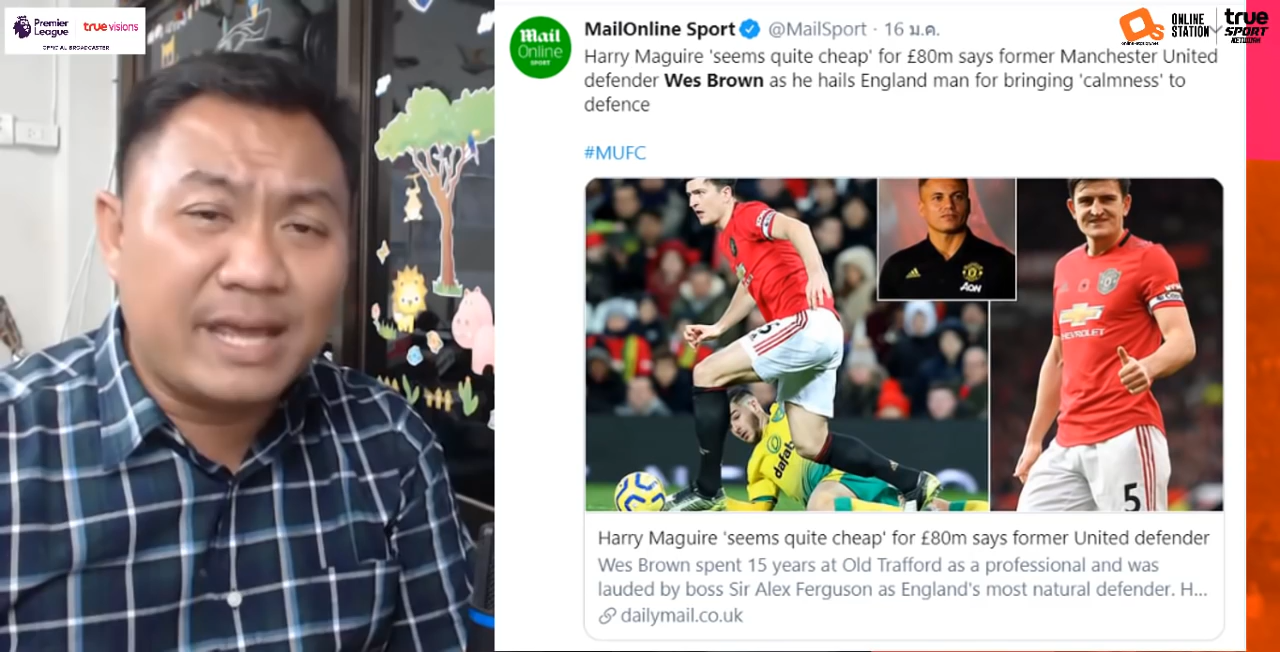 Premier League
true visions
OFFICIAL BROADCASTER
Mail
Online
SPORT
MailOnline Sport @MailSport · 16 ม.ค.
Harry Maguire 'seems quite cheap' for £80m says former Manchester United
defender Wes Brown as he hails England man for bringing 'calmness' to
defence
#MUFC
ONLINE
STATION
true
SPORT
NETWORK
AON
CHEVROLET
dafab
5
Harry Maguire 'seems quite cheap' for £80m says former United defender
Wes Brown spent 15 years at Old Trafford as a professional and was
lauded by boss Sir Alex Ferguson as England's most natural defender. H...
dailymail.co.uk